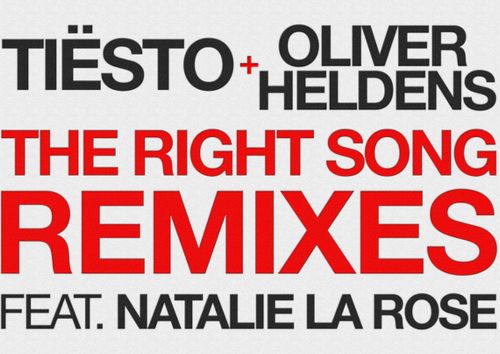 TIËSTO + OLIVER HELDENS
THE RIGHT SONG
REMIXES
FEAT. NATALIE LA ROSE